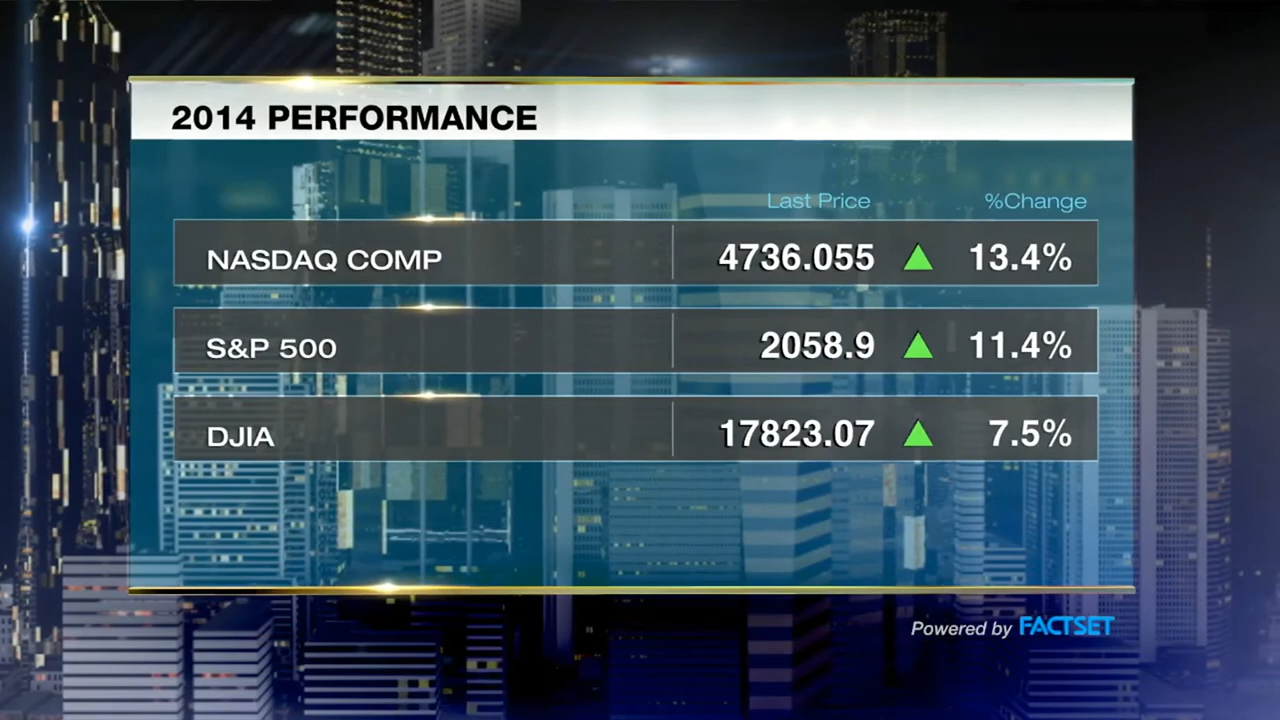 2014 PERFORMANCE
Last Price %Change
NASDAQ COMP 4736.055 13.4%
S&P 500 2058.9 11.4%
DJIA 17823.07 7.5%
Powered by FACTSET